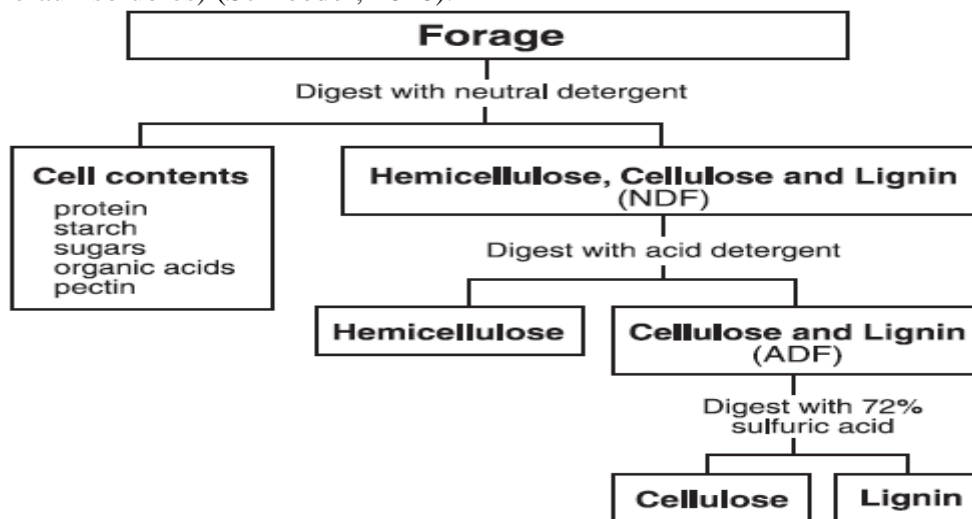 Forage
Digest with neutral detergent
Cell contents
protein
starch
sugars
organic acids
pectin
Hemicellulose, Cellulose and Lignin
(NDF)
Digest with acid detergent
Hemicellulose
Cellulose and Lignin
(ADF)
Digest with 72%
sulfuric acid
Cellulose
Lignin